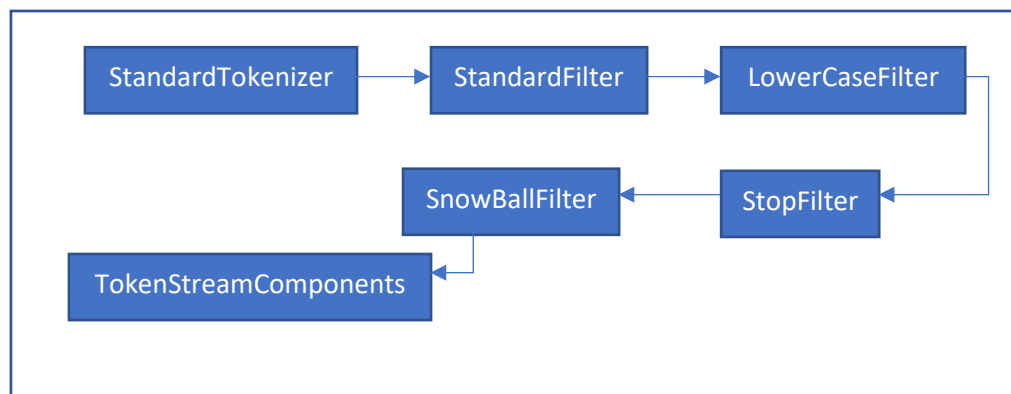 StandardTokenizer
StandardFilter
LowerCaseFilter
StopFilter
SnowBallFilter
TokenStreamComponents